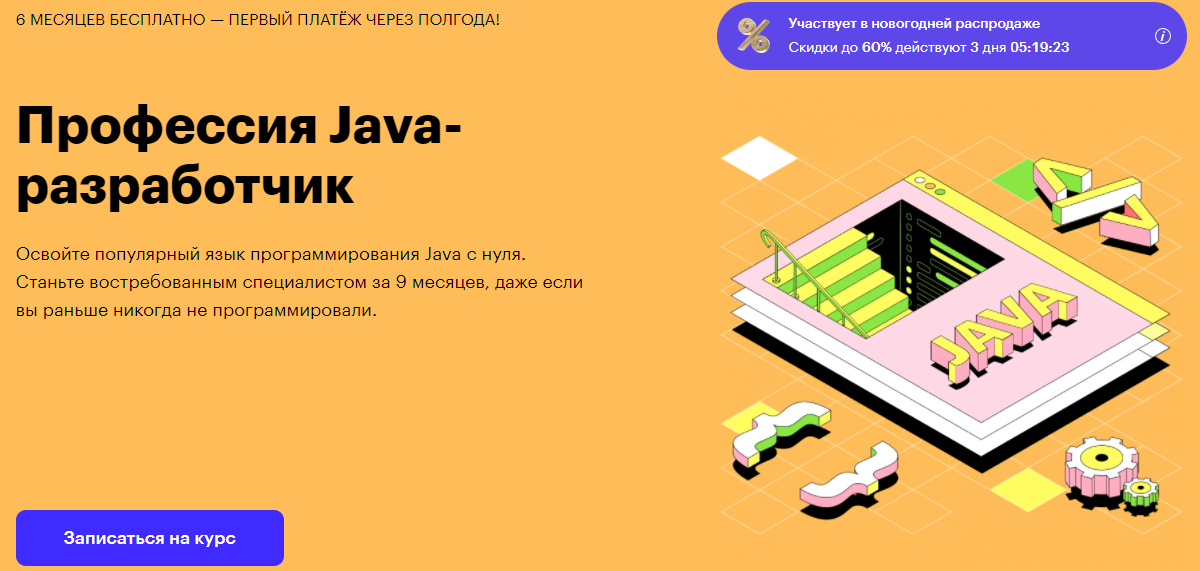 6 МЕСЯЦЕВ БЕСПЛАТНО — ПЕРВЫЙ ПЛАТЁЖ ЧЕРЕЗ ПОЛГОДА!
Участвует в новогодней распродаже
Скидки до 60% действуют 3 дня 05:19:23
Профессия Java-
разработчик
Освойте популярный язык программирования Java с нуля.
Станьте востребованным специалистом за 9 месяцев, даже если
вы раньше никогда не программировали.
JAVA
Записаться на курс